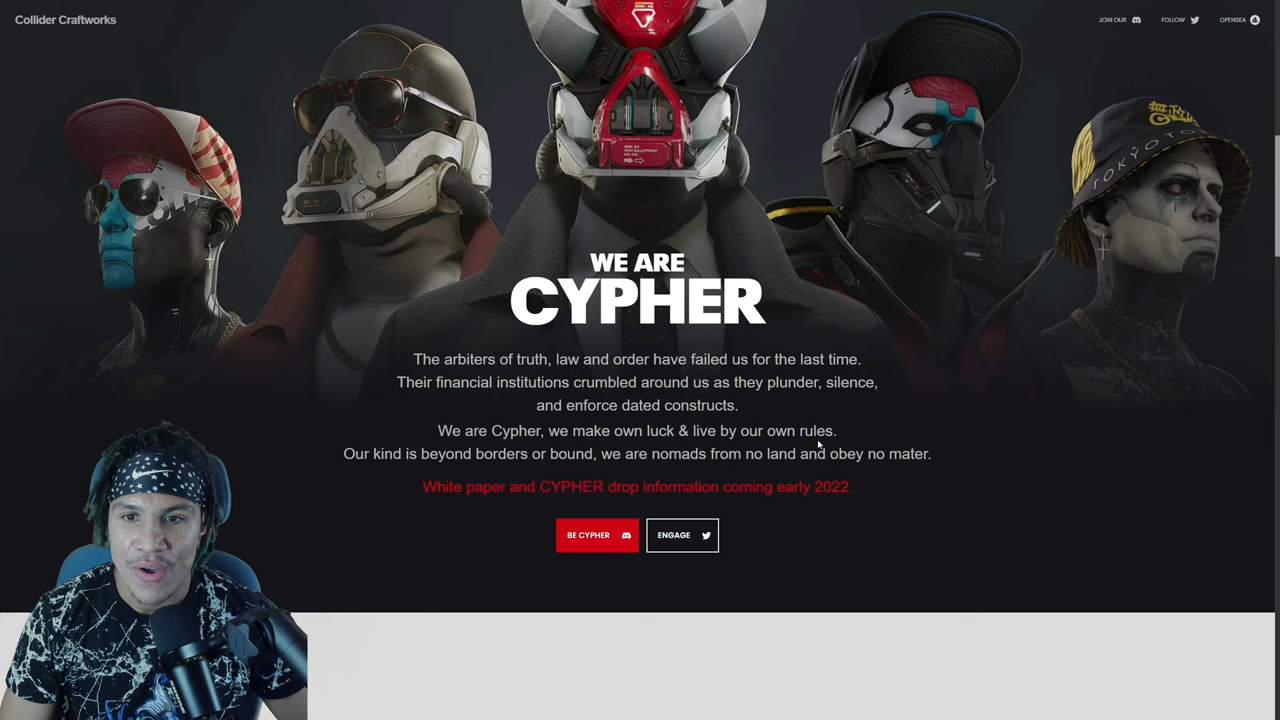 Collider Craftworks
JOIN OUR
FOLLOW
OPENSEA
TOKYO TO
WE ARE
CYPHER
The arbiters of truth, law and order have failed us for the last time.
Their financial institutions crumbled around us as they plunder, silence,
and enforce dated constructs.
We are Cypher, we make own luck & live by our own rules.
Our kind is beyond borders or bound, we are nomads from no land and obey no mater.
White paper and CYPHER drop information coming early 2022.
BE CYPHER
ENGAGE